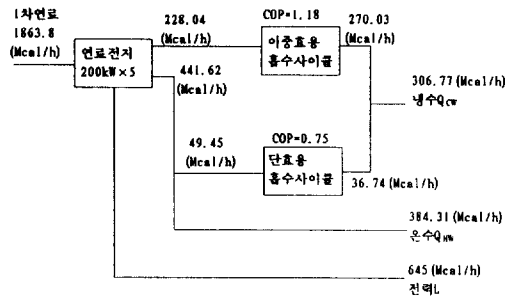 1차연료
1863.8
(Mcal/h)
연료전지
200kW×5
228.04
(Mcal/h)
441.62
(Mcal/h)
COP=1.18
이중효용
흡수사이클
270.03
(Mcal/h)
306.77(Mcal/h)
냉수Qcw
49.45
(Mcal/h)
COP=0.75
단효용
흡수사이클
36.74(Mcal/h)
384.31(Mcal/h)
온수QHW
645(Mcal/h)
전력L